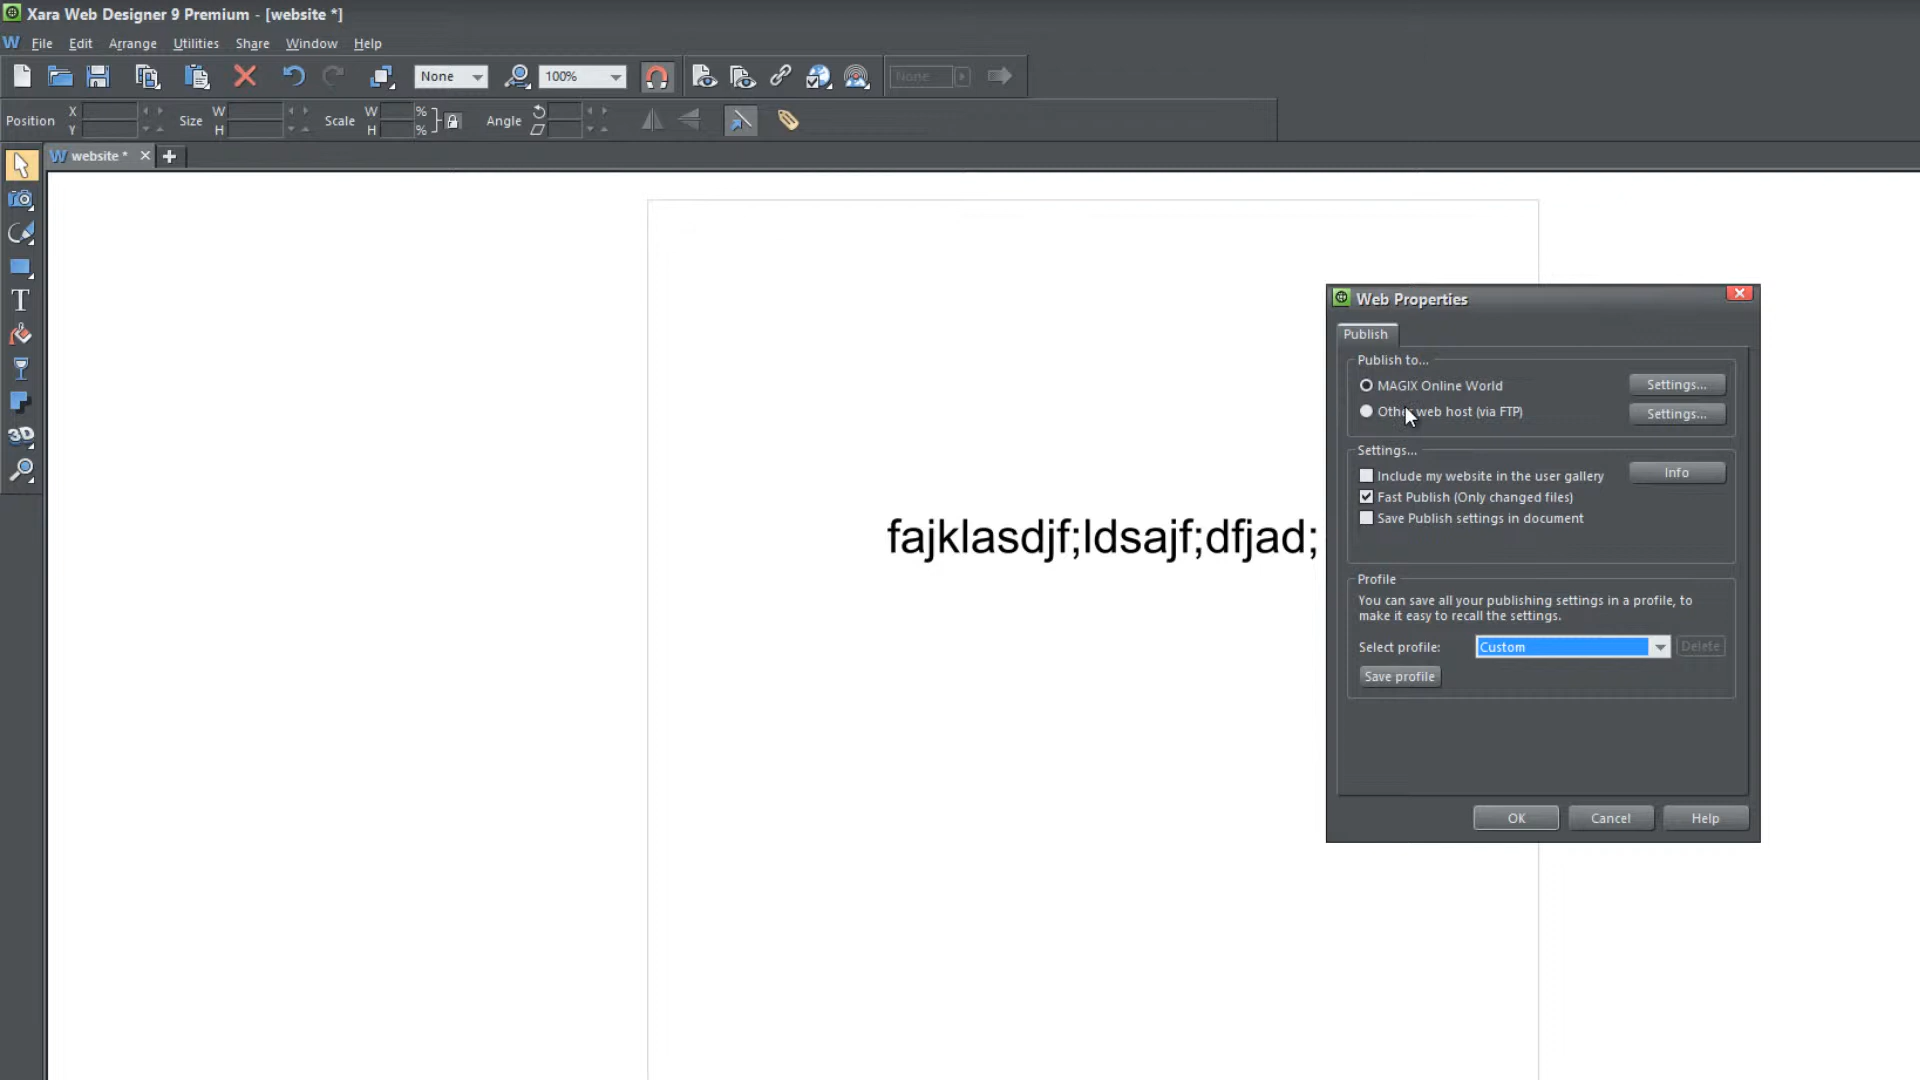 Xara Web Designer 9 Premium - [website *]
W File Edit Arrange Utilities Share Window Help
None 100% None
Position X Y Size W H Scale W H % % Angle
W website *
T
3D
fajklasdjf;ldsajf;dfjad;
Web Properties
Publish
Publish to...
MAGIX Online World Settings...
Other web host (via FTP) Settings...
Settings...
Include my website in the user gallery Info
Fast Publish (Only changed files)
Save Publish settings in document
Profile
You can save all your publishing settings in a profile, to
make it easy to recall the settings.
Select profile: Custom Delete
Save profile
OK Cancel Help